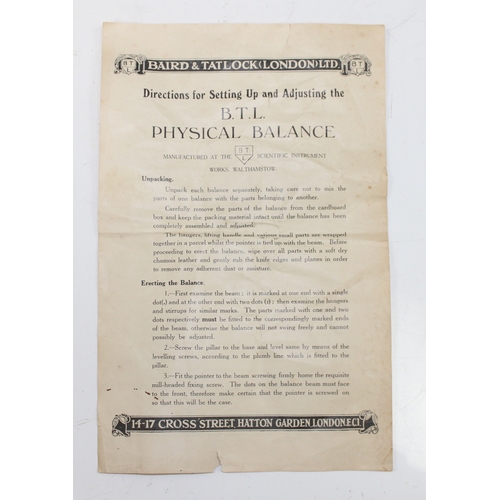 B T L
BAIRD & TATLOCK (LONDON) LTD.
B T L
Directions for Setting Up and Adjusting the
B.T.L.
PHYSICAL BALANCE
MANUFACTURED AT THE B T L SCIENTIFIC INSTRUMENT
WORKS, WALTHAMSTOW.
Unpacking.
Unpack each balance separately, taking care not to mix the
parts of one balance with the parts belonging to another.
Carefully remove the parts of the balance from the cardboard
box and keep the packing material intact until the balance has been
completely assembled and adjusted.
The hangers, lifting handle and various small parts are wrapped
together in a parcel whilst the pointer is tied up with the beam. Before
proceeding to erect the balance, wipe over all parts with a soft dry
chamois leather and gently rub the knife edges and planes in order
to remove any adherent dust or moisture.
Erecting the Balance.
1.—First examine the beam; it is marked at one end with a single
dot(.) and at the other end with two dots (:); then examine the hangers
and stirrups for similar marks. The parts marked with one and two
dots respectively must be fitted to the correspondingly marked ends
of the beam, otherwise the balance will not swing freely and cannot
possibly be adjusted.
2.—Screw the pillar to the base and level same by means of the
levelling screws, according to the plumb line which is fitted to the
pillar.
3.—Fit the pointer to the beam screwing firmly home the requisite
mill-headed fixing screw. The dots on the balance beam must face
to the front, therefore make certain that the pointer is screwed on
so that this will be the case.
14-17 CROSS STREET, HATTON GARDEN, LONDON, E.C.1.